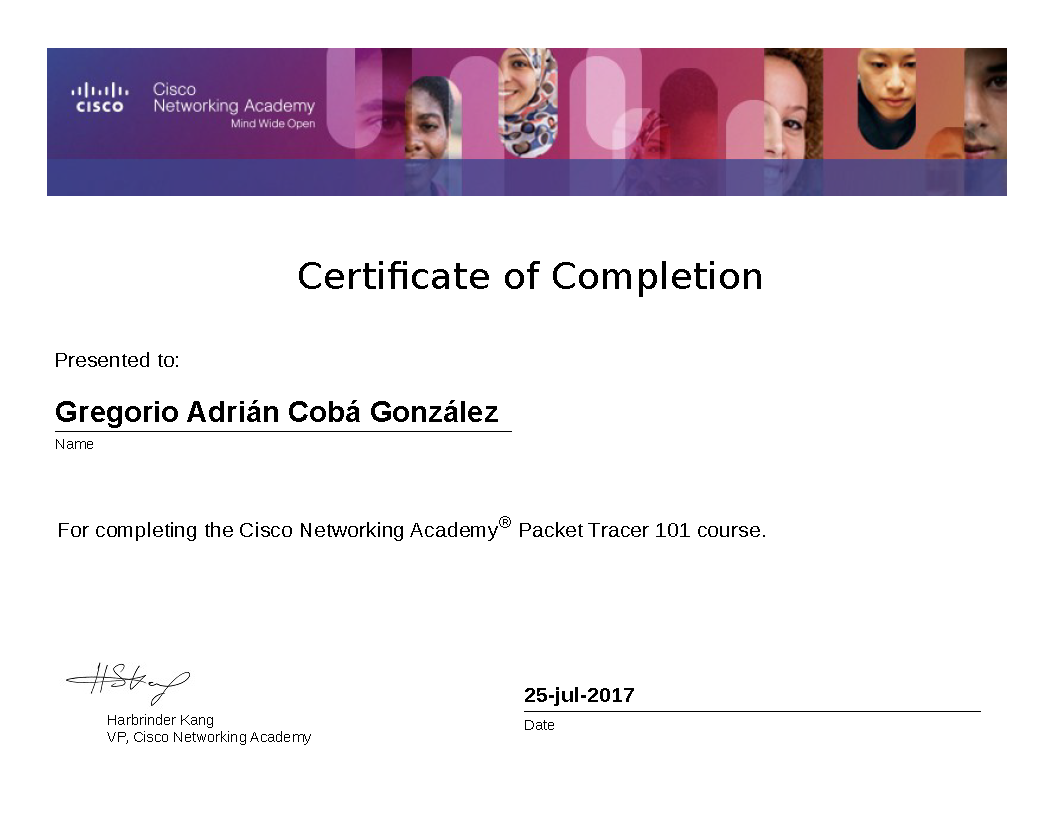 CISCO
Cisco
Networking Academy
Mind Wide Open
Certificate of Completion
Presented to:
Gregorio Adrián Cobá González
Name
For completing the Cisco Networking Academy® Packet Tracer 101 course.
Harbrinder Kang
VP, Cisco Networking Academy
25-jul-2017
Date